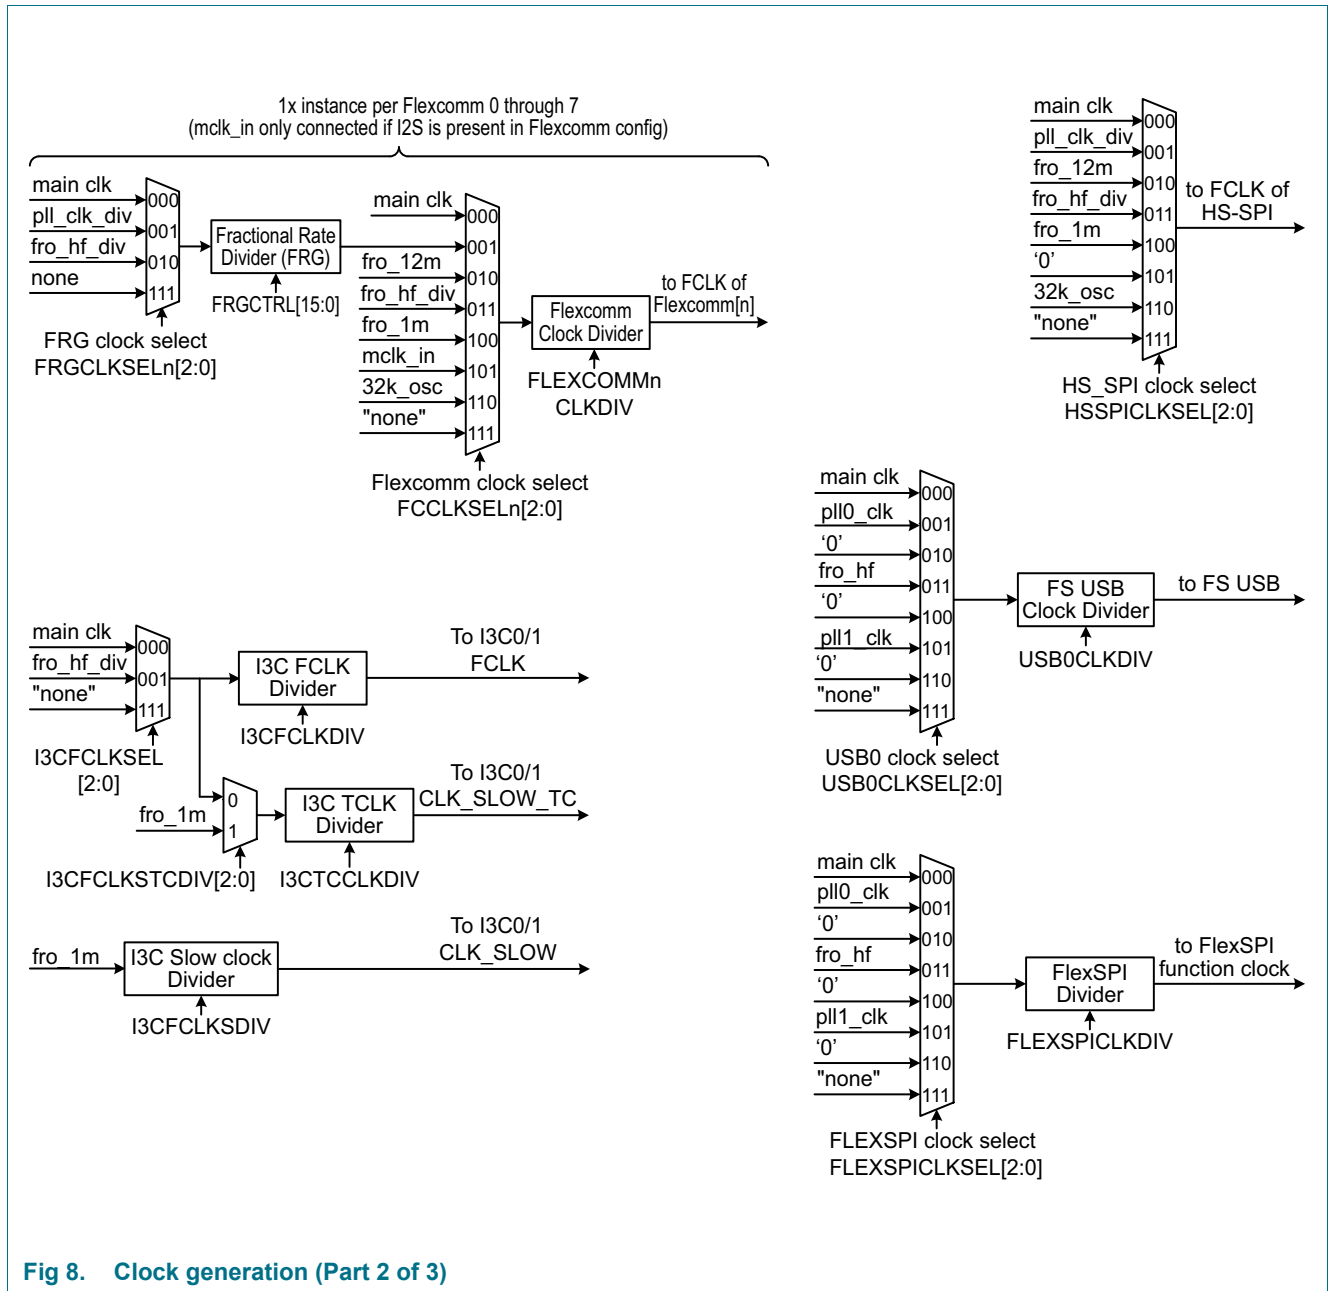 1x instance per Flexcomm 0 through 7
(mclk_in only connected if I2S is present in Flexcomm config)
main clk
pll_clk_div
fro_hf_div
none
000
001
010
111
FRG clock select
FRGCLKSELn[2:0]
Fractional Rate
Divider (FRG)
FRGCTRL[15:0]
main clk
fro_12m
fro_hf_div
fro_1m
mclk_in
32k_osc
"none"
000
001
010
011
100
101
110
111
Flexcomm clock select
FCCLKSELn[2:0]
Flexcomm
Clock Divider
FLEXCOMMn
CLKDIV
to FCLK of
Flexcomm[n]
main clk
pll_clk_div
fro_12m
fro_hf_div
fro_1m
‘0’
32k_osc
"none"
000
001
010
011
100
101
110
111
to FCLK of
HS-SPI
HS_SPI clock select
HSSPICLKSEL[2:0]
main clk
pll0_clk
‘0’
fro_hf
‘0’
pll1_clk
‘0’
"none"
000
001
010
011
100
101
110
111
USB0 clock select
USB0CLKSEL[2:0]
FS USB
Clock Divider
USB0CLKDIV
to FS USB
main clk
fro_hf_div
"none"
000
001
111
I3CFCLKSEL
[2:0]
I3C FCLK
Divider
I3CFCLKDIV
To I3C0/1
FCLK
fro_1m
0
1
I3CFCLKSTCDIV[2:0]
I3C TCLK
Divider
I3CTCCLKDIV
To I3C0/1
CLK_SLOW_TC
fro_1m
I3C Slow clock
Divider
I3CFCLKSDIV
To I3C0/1
CLK_SLOW
main clk
pll0_clk
‘0’
fro_hf
‘0’
pll1_clk
‘0’
"none"
000
001
010
011
100
101
110
111
FLEXSPI clock select
FLEXSPICLKSEL[2:0]
FlexSPI
Divider
FLEXSPICLKDIV
to FlexSPI
function clock
Fig 8. Clock generation (Part 2 of 3)